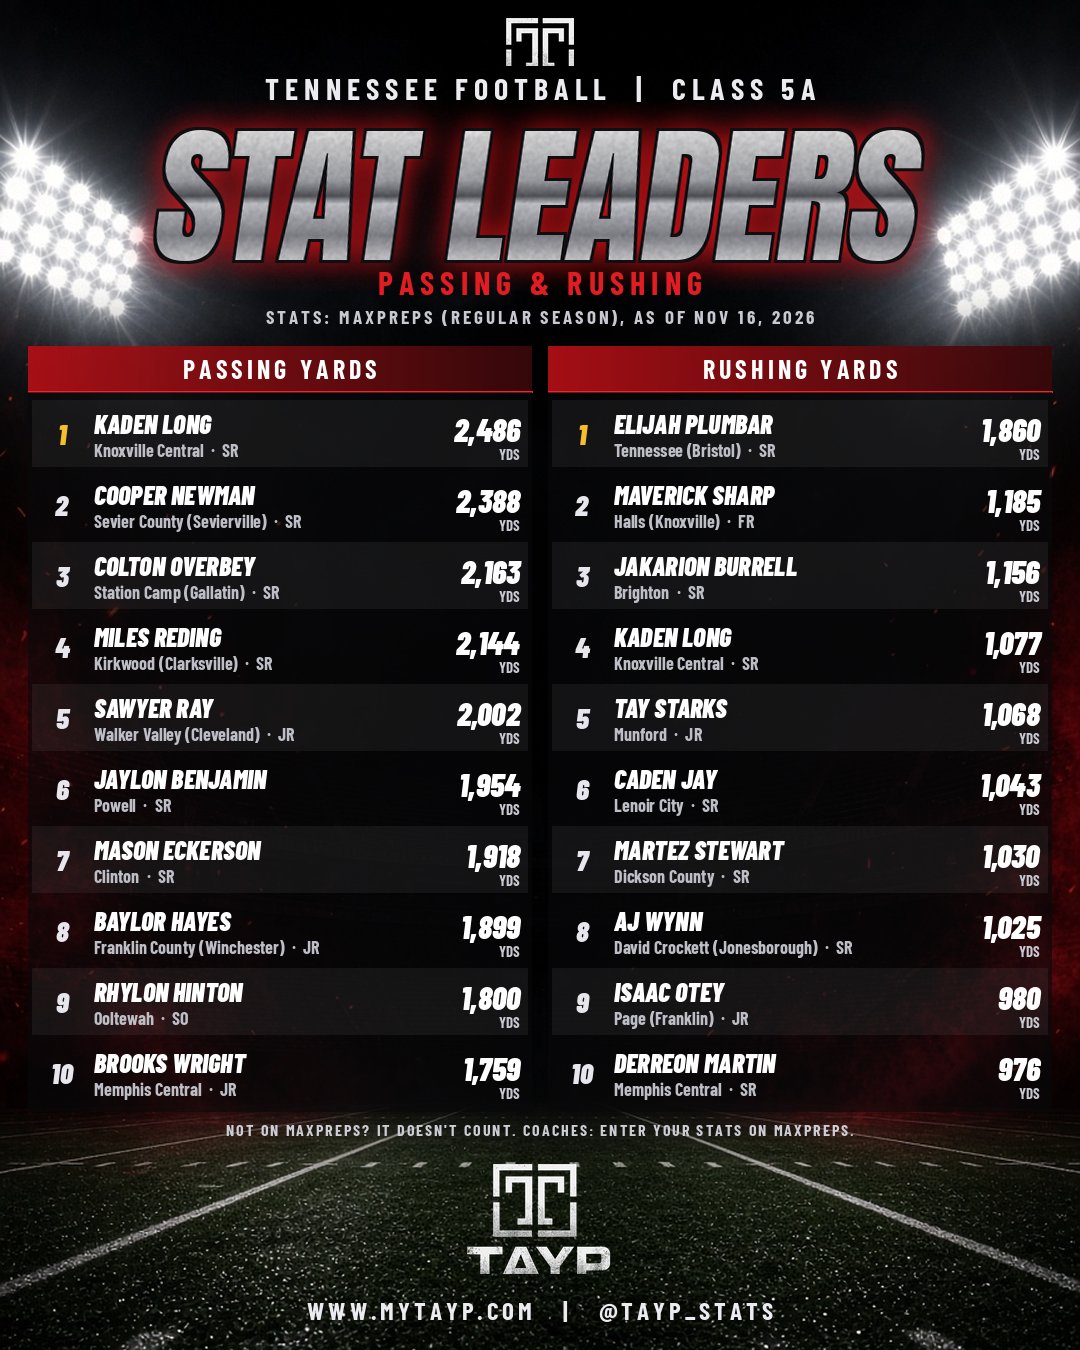 TENNESSEE FOOTBALL | CLASS 5A
STAT LEADERS
PASSING & RUSHING
STATS: MAXPREPS (REGULAR SEASON), AS OF NOV 16, 2026
PASSING YARDS
1 KADEN LONG 2,486
Knoxville Central · SR YDS
2 COOPER NEWMAN 2,388
Sevier County (Sevierville) · SR YDS
3 COLTON OVERBEY 2,163
Station Camp (Gallatin) · SR YDS
4 MILES REDING 2,144
Kirkwood (Clarksville) · SR YDS
5 SAWYER RAY 2,002
Walker Valley (Cleveland) · JR YDS
6 JAYLON BENJAMIN 1,954
Powell · SR YDS
7 MASON ECKERSON 1,918
Clinton · SR YDS
8 BAYLOR HAYES 1,899
Franklin County (Winchester) · JR YDS
9 RHYLON HINTON 1,800
Ooltewah · SO YDS
10 BROOKS WRIGHT 1,759
Memphis Central · JR YDS
RUSHING YARDS
1 ELIJAH PLUMBAR 1,860
Tennessee (Bristol) · SR YDS
2 MAVERICK SHARP 1,185
Halls (Knoxville) · FR YDS
3 JAKARION BURRELL 1,156
Brighton · SR YDS
4 KADEN LONG 1,077
Knoxville Central · SR YDS
5 TAY STARKS 1,068
Munford · JR YDS
6 CADEN JAY 1,043
Lenoir City · SR YDS
7 MARTEZ STEWART 1,030
Dickson County · SR YDS
8 AJ WYNN 1,025
David Crockett (Jonesborough) · SR YDS
9 ISAAC OTEY 980
Page (Franklin) · JR YDS
10 DERREON MARTIN 976
Memphis Central · SR YDS
NOT ON MAXPREPS? IT DOESN'T COUNT. COACHES: ENTER YOUR STATS ON MAXPREPS.
TAYP
WWW.MYTAYP.COM | @TAYP_STATS